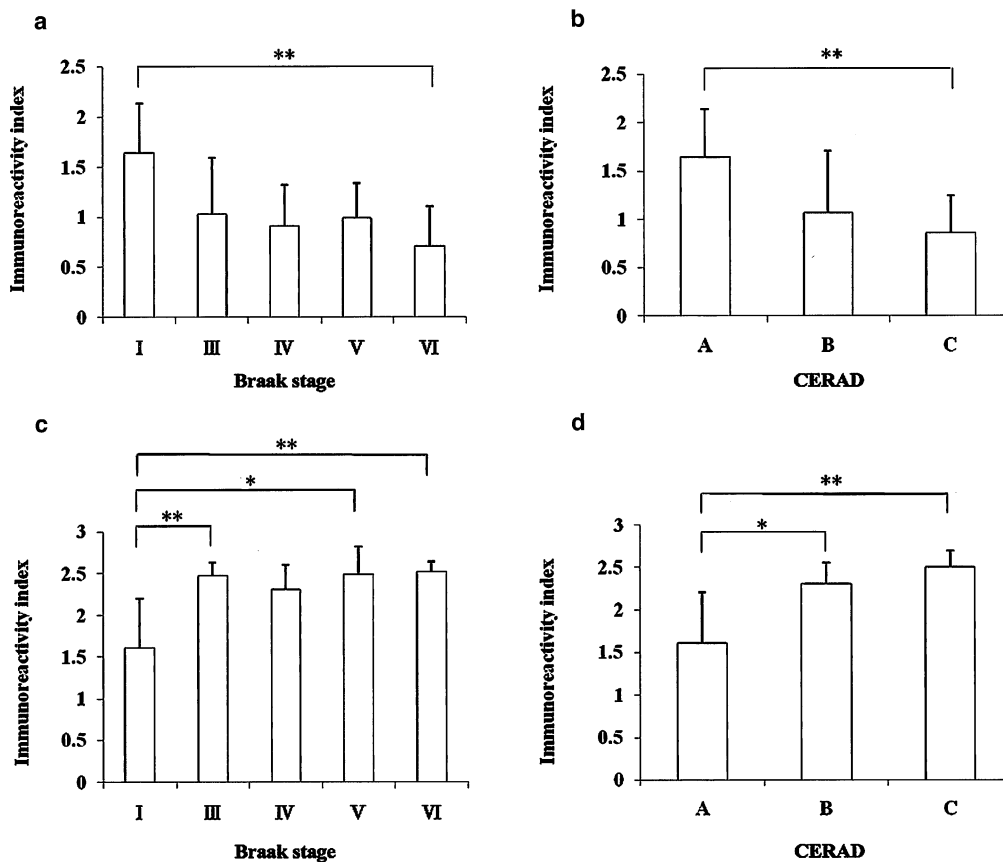 a
**
2.5
2
1.5
1
0.5
0
Immunoreactivity index
I III IV V VI
Braak stage
b
**
2.5
2
1.5
1
0.5
0
Immunoreactivity index
A B C
CERAD
c
**
*
**
3
2.5
2
1.5
1
0.5
0
Immunoreactivity index
I III IV V VI
Braak stage
d
**
*
3
2.5
2
1.5
1
0.5
0
Immunoreactivity index
A B C
CERAD